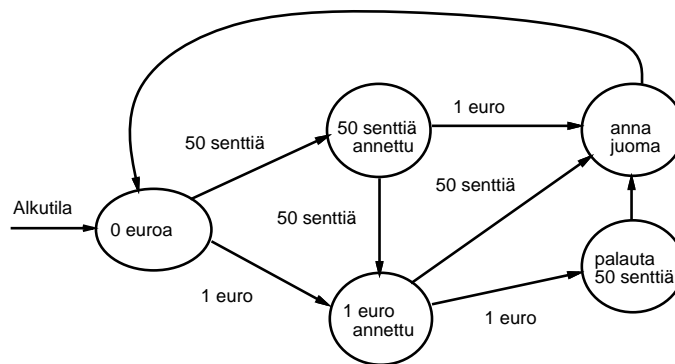 1 euro
50 senttiä
annettu
anna
juoma
50 senttiä
50 senttiä
Alkutila
50 senttiä
0 euroa
palauta
50 senttiä
1 euro
1 euro
annettu
1 euro